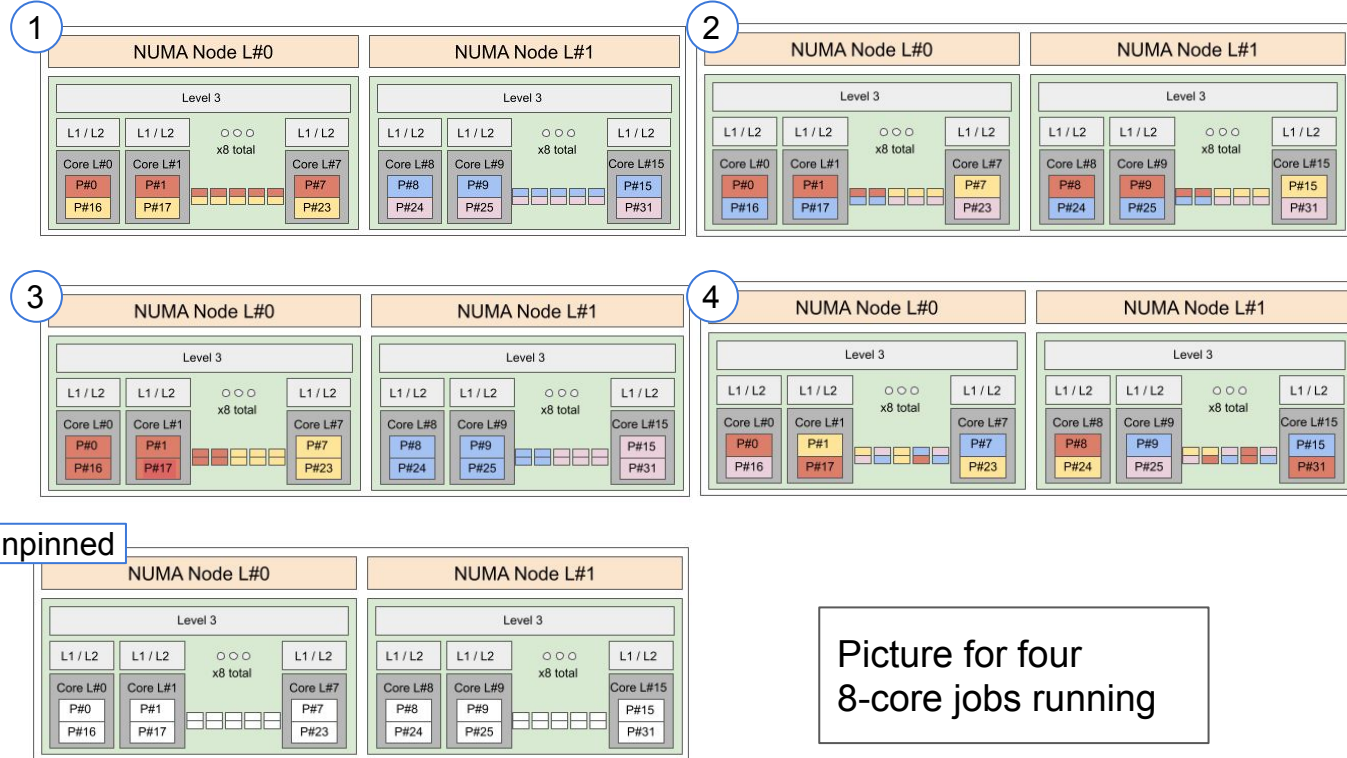 1
NUMA Node L#0
NUMA Node L#1
Level 3
Level 3
L1 / L2
L1 / L2
x8 total
L1 / L2
L1 / L2
L1 / L2
x8 total
L1 / L2
Core L#0
Core L#1
Core L#7
Core L#8
Core L#9
Core L#15
P#0
P#1
P#7
P#8
P#9
P#15
P#16
P#17
P#23
P#24
P#25
P#31
2
NUMA Node L#0
NUMA Node L#1
Level 3
Level 3
L1 / L2
L1 / L2
x8 total
L1 / L2
L1 / L2
L1 / L2
x8 total
L1 / L2
Core L#0
Core L#1
Core L#7
Core L#8
Core L#9
Core L#15
P#0
P#1
P#7
P#8
P#9
P#15
P#16
P#17
P#23
P#24
P#25
P#31
3
NUMA Node L#0
NUMA Node L#1
Level 3
Level 3
L1 / L2
L1 / L2
x8 total
L1 / L2
L1 / L2
L1 / L2
x8 total
L1 / L2
Core L#0
Core L#1
Core L#7
Core L#8
Core L#9
Core L#15
P#0
P#1
P#7
P#8
P#9
P#15
P#16
P#17
P#23
P#24
P#25
P#31
4
NUMA Node L#0
NUMA Node L#1
Level 3
Level 3
L1 / L2
L1 / L2
x8 total
L1 / L2
L1 / L2
L1 / L2
x8 total
L1 / L2
Core L#0
Core L#1
Core L#7
Core L#8
Core L#9
Core L#15
P#0
P#1
P#7
P#8
P#9
P#15
P#16
P#17
P#23
P#24
P#25
P#31
npinned
NUMA Node L#0
NUMA Node L#1
Level 3
Level 3
L1 / L2
L1 / L2
x8 total
L1 / L2
L1 / L2
L1 / L2
x8 total
L1 / L2
Core L#0
Core L#1
Core L#7
Core L#8
Core L#9
Core L#15
P#0
P#1
P#7
P#8
P#9
P#15
P#16
P#17
P#23
P#24
P#25
P#31
Picture for four
8-core jobs running